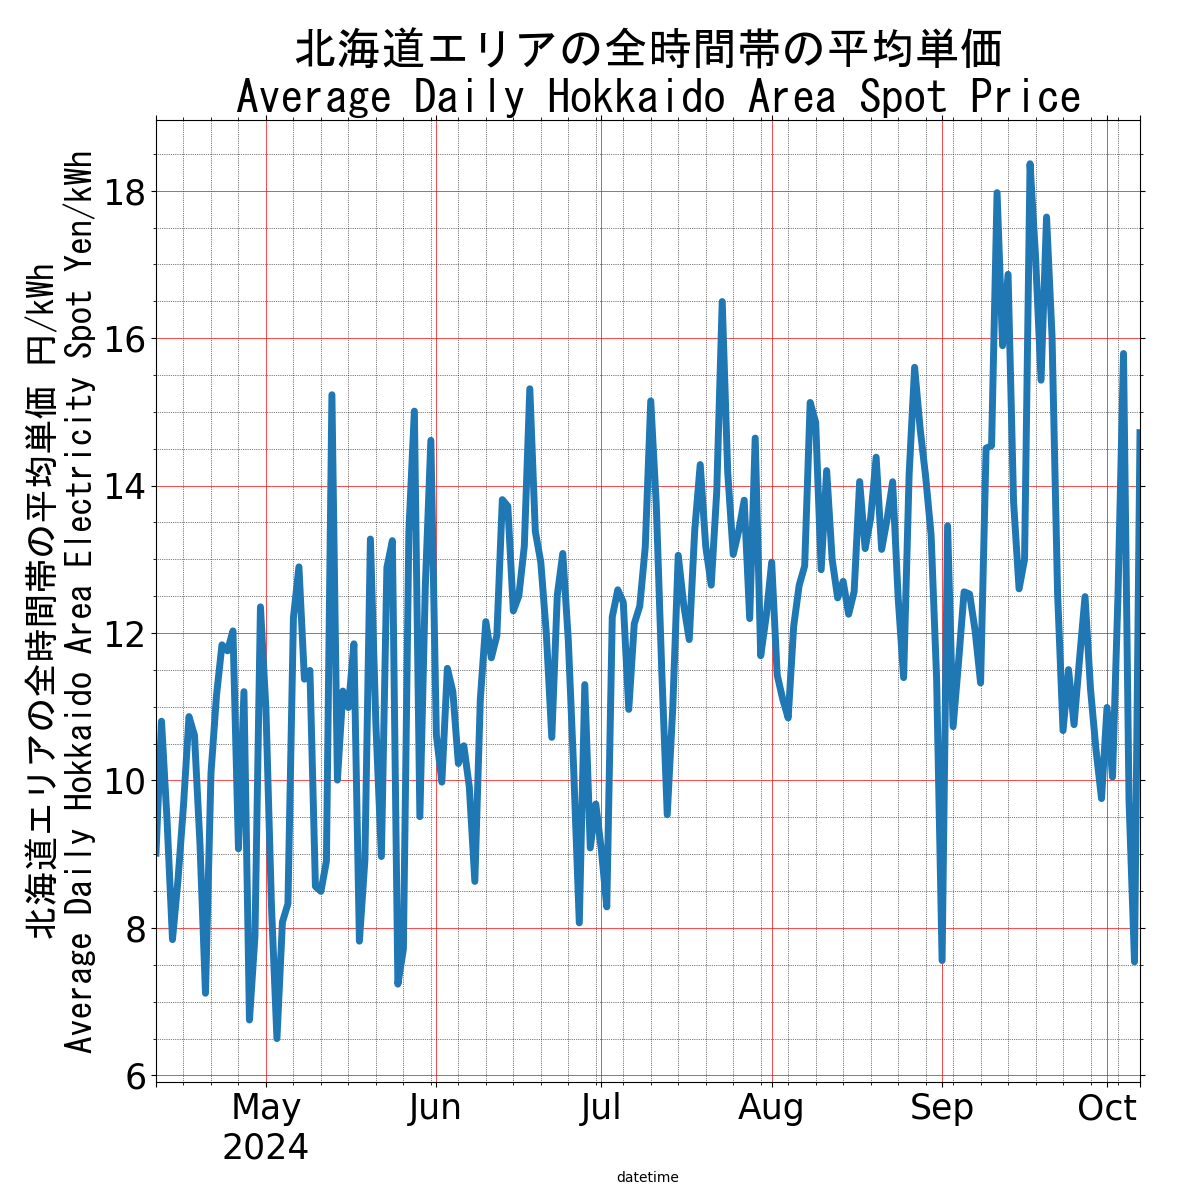 北海道エリアの全時間帯の平均単価
Average Daily Hokkaido Area Spot Price
北海道エリアの全時間帯の平均単価 円/kWh
Average Daily Hokkaido Area Electricity Spot Yen/kWh
18
16
14
12
10
8
6
May
2024
Jun
Jul
Aug
Sep
Oct
datetime